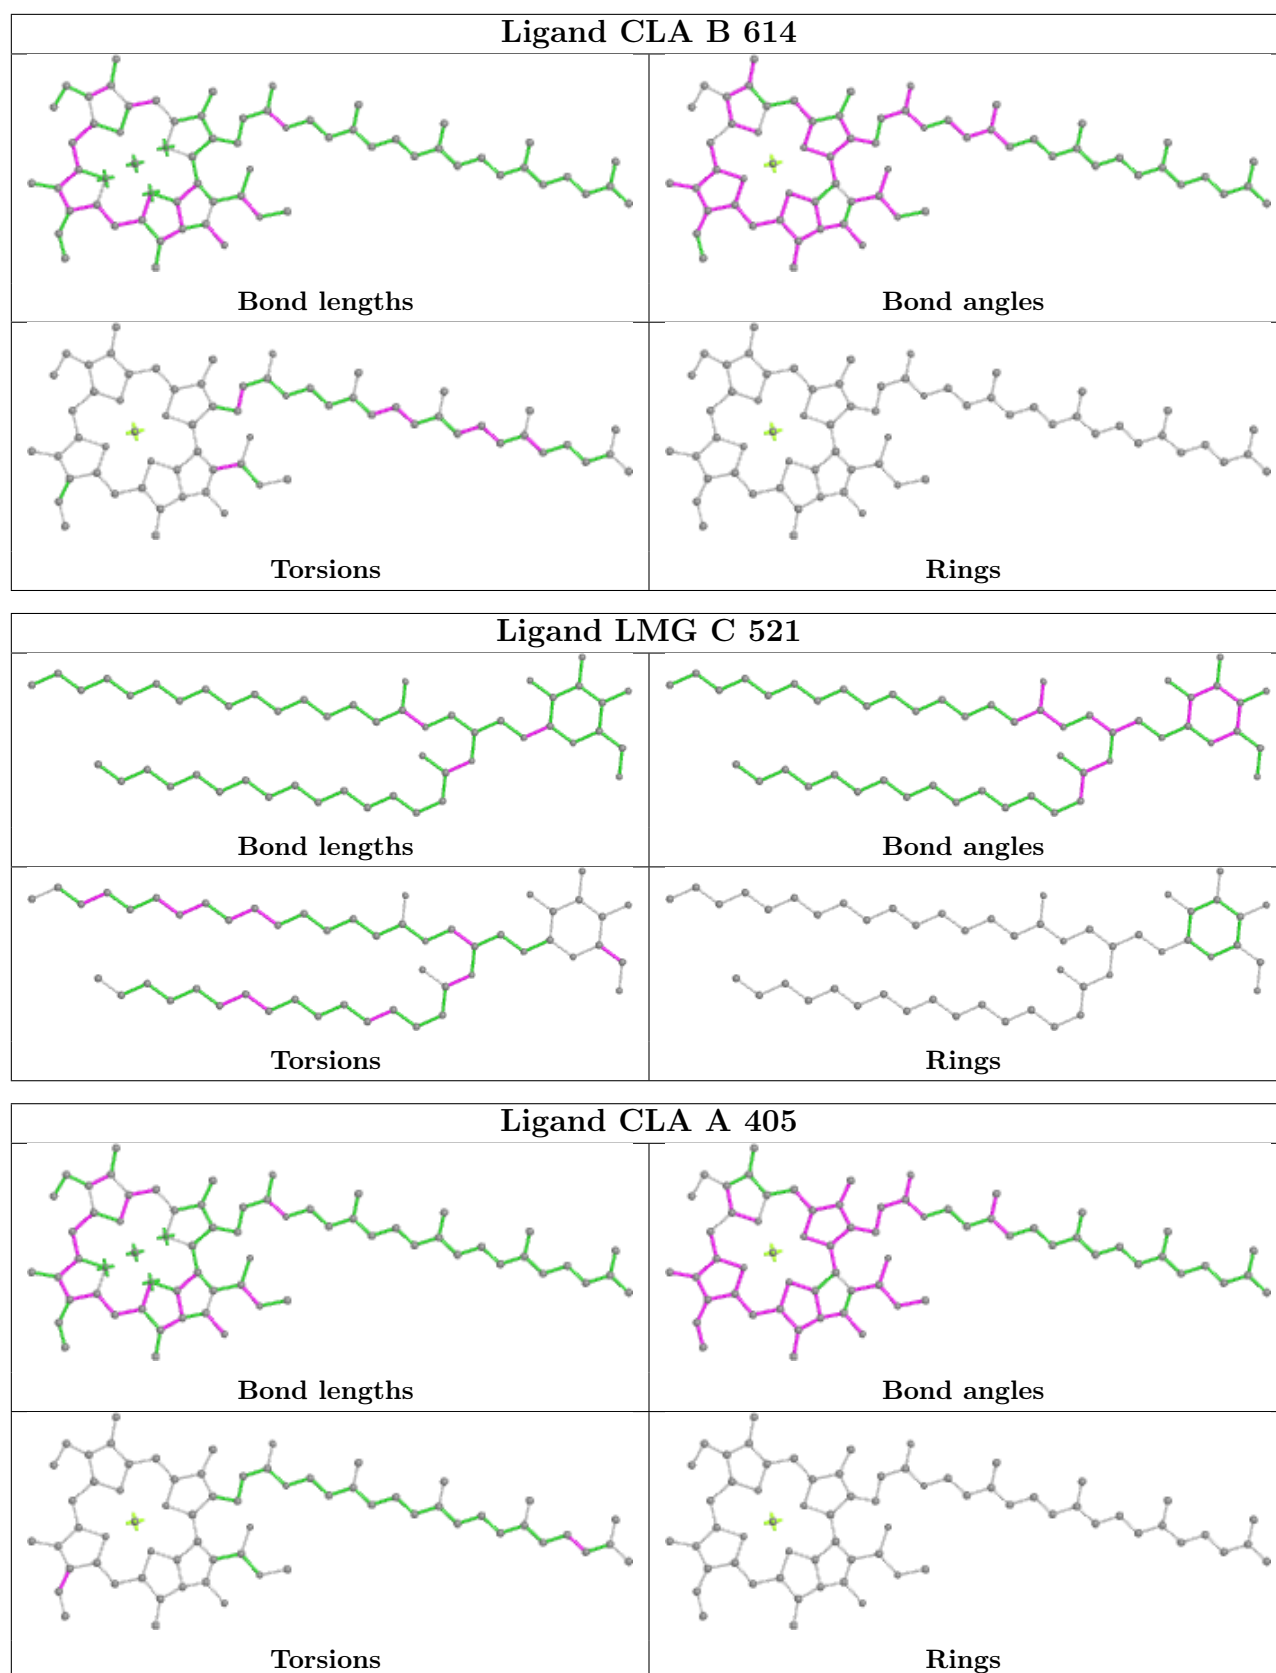 Ligand CLA B 614
Bond lengths
Bond angles
Torsions
Rings
Ligand LMG C 521
Bond lengths
Bond angles
Torsions
Rings
Ligand CLA A 405
Bond lengths
Bond angles
Torsions
Rings